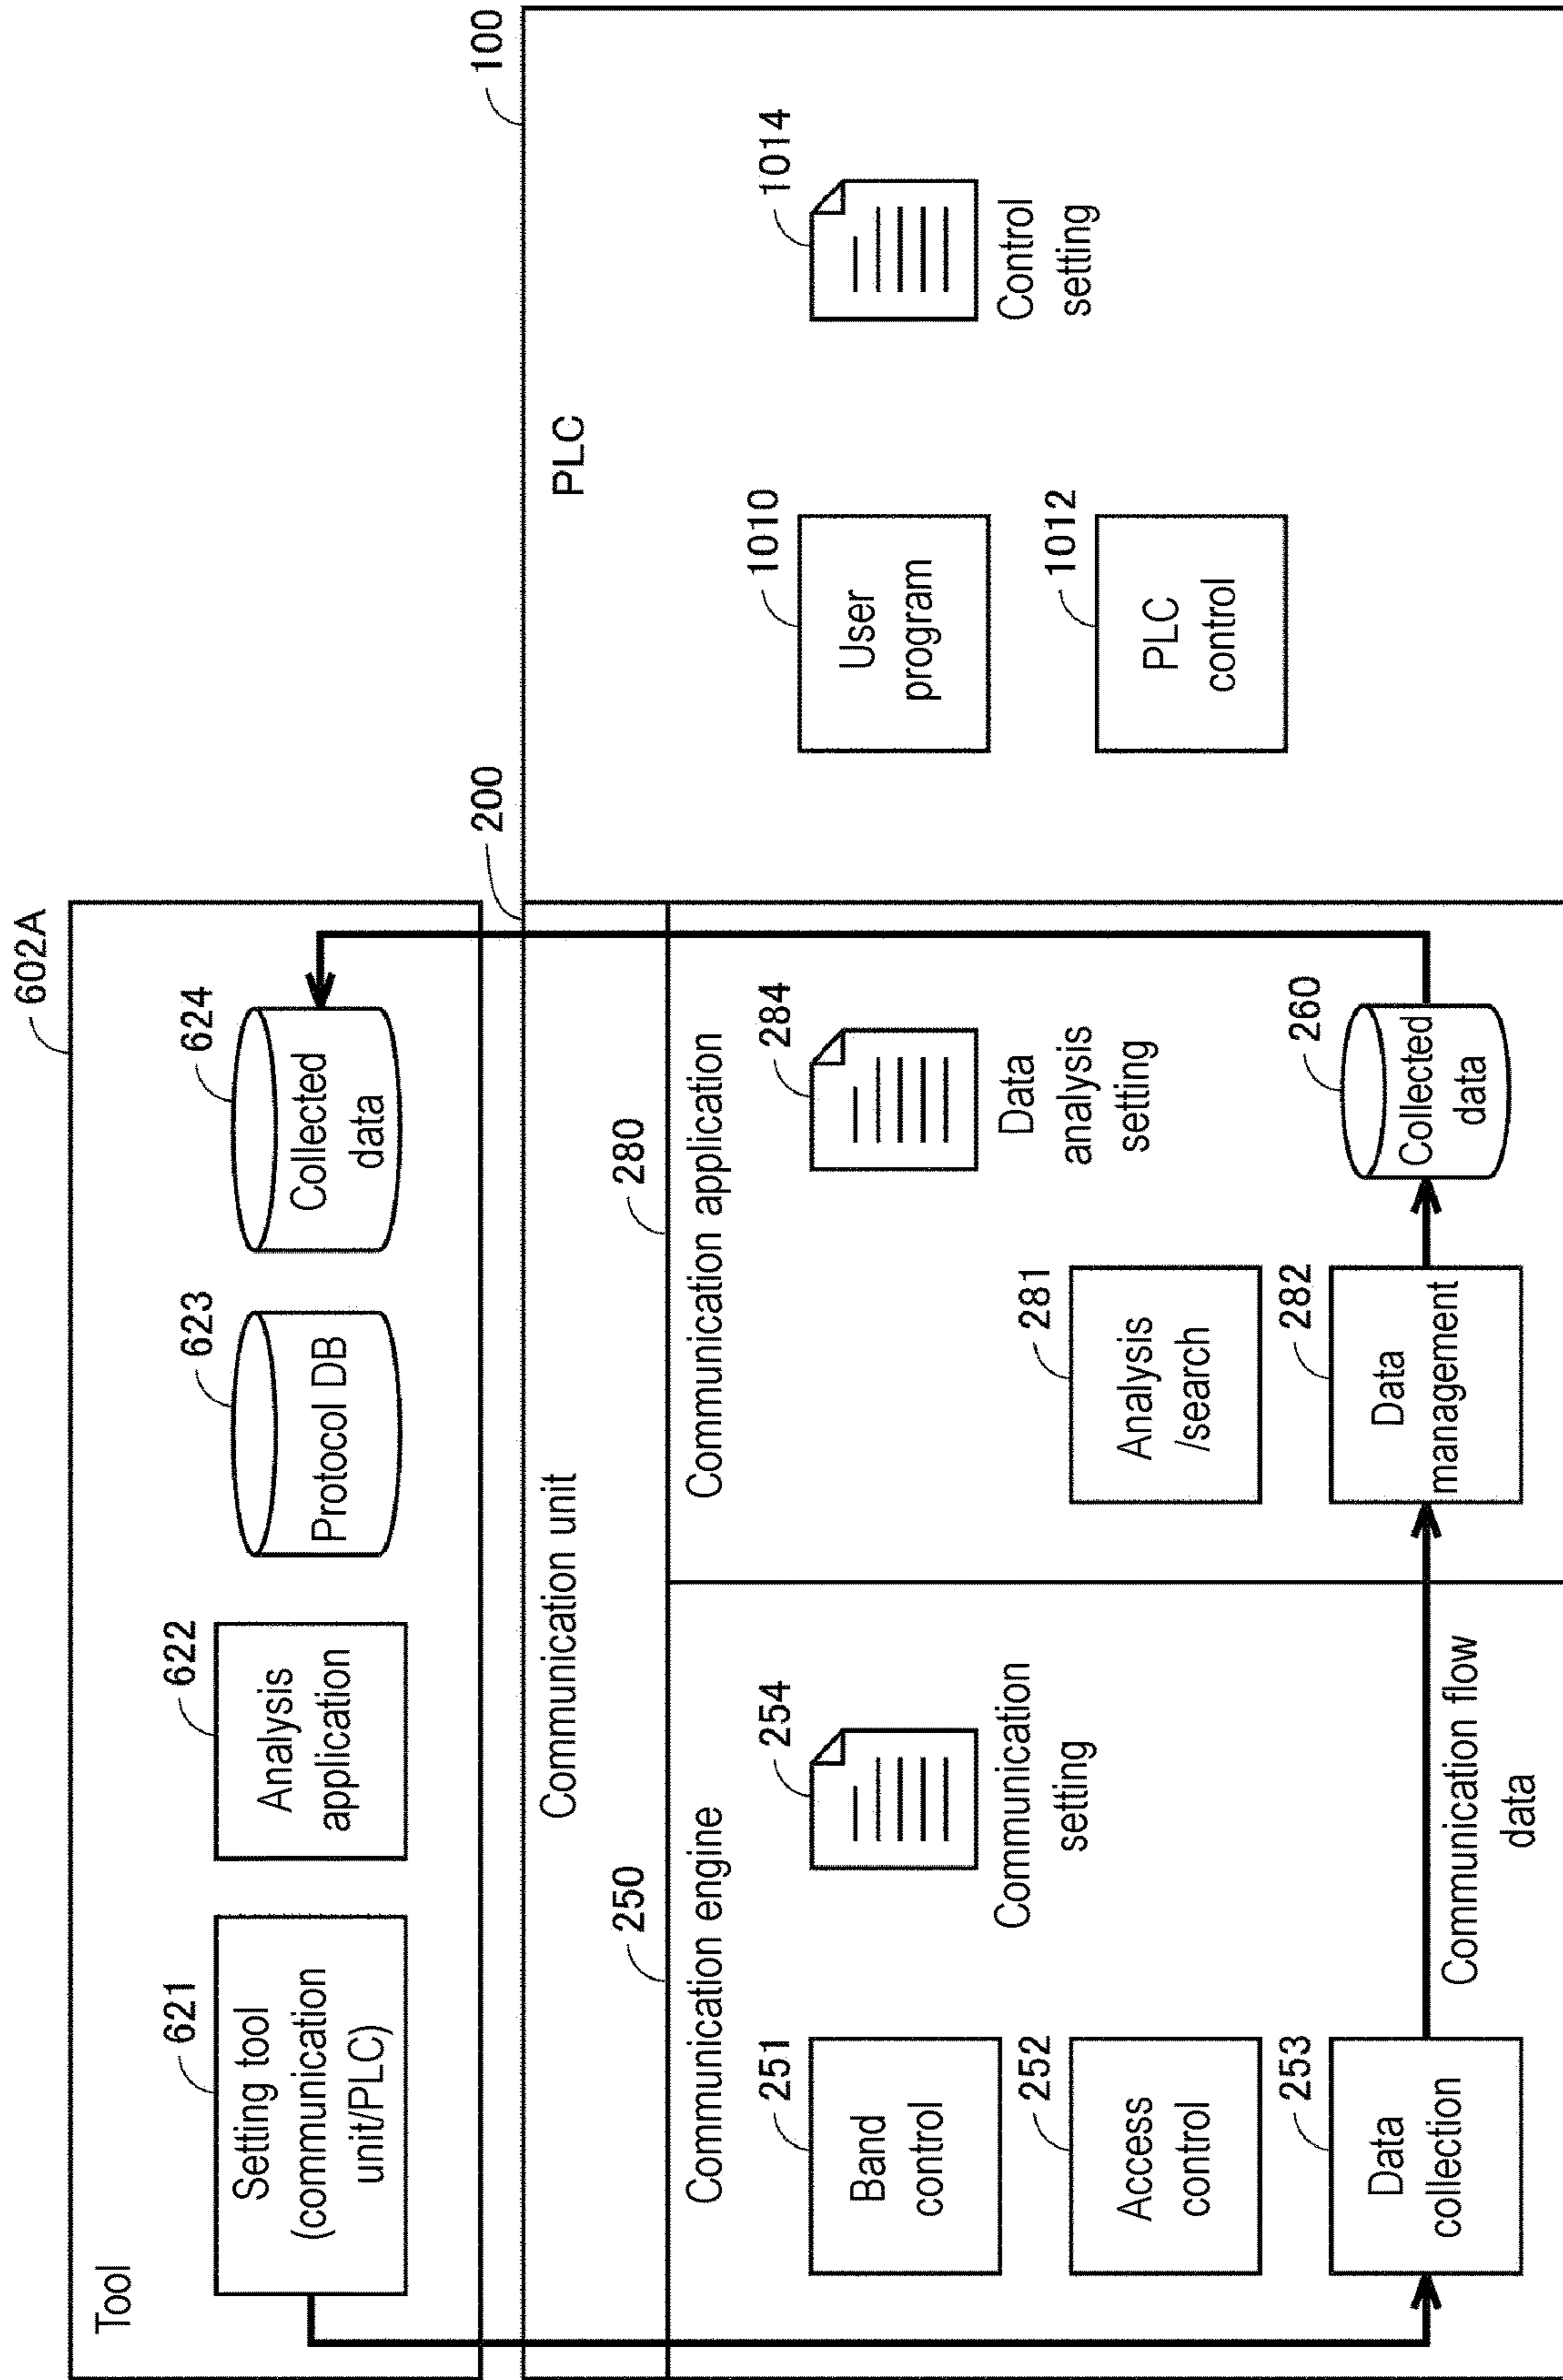 602A
Tool
621
Setting tool
(communication
unit/PLC)
622
Analysis
application
623
Protocol DB
624
Collected
data
200
Communication unit
250
Communication engine
251
Band
control
252
Access
control
253
Data
collection
254
Communication
setting
Communication flow
data
280
Communication application
281
Analysis
/search
282
Data
management
284
Data
analysis
setting
260
Collected
data
100
PLC
1010
User
program
1012
PLC
control
1014
Control
setting